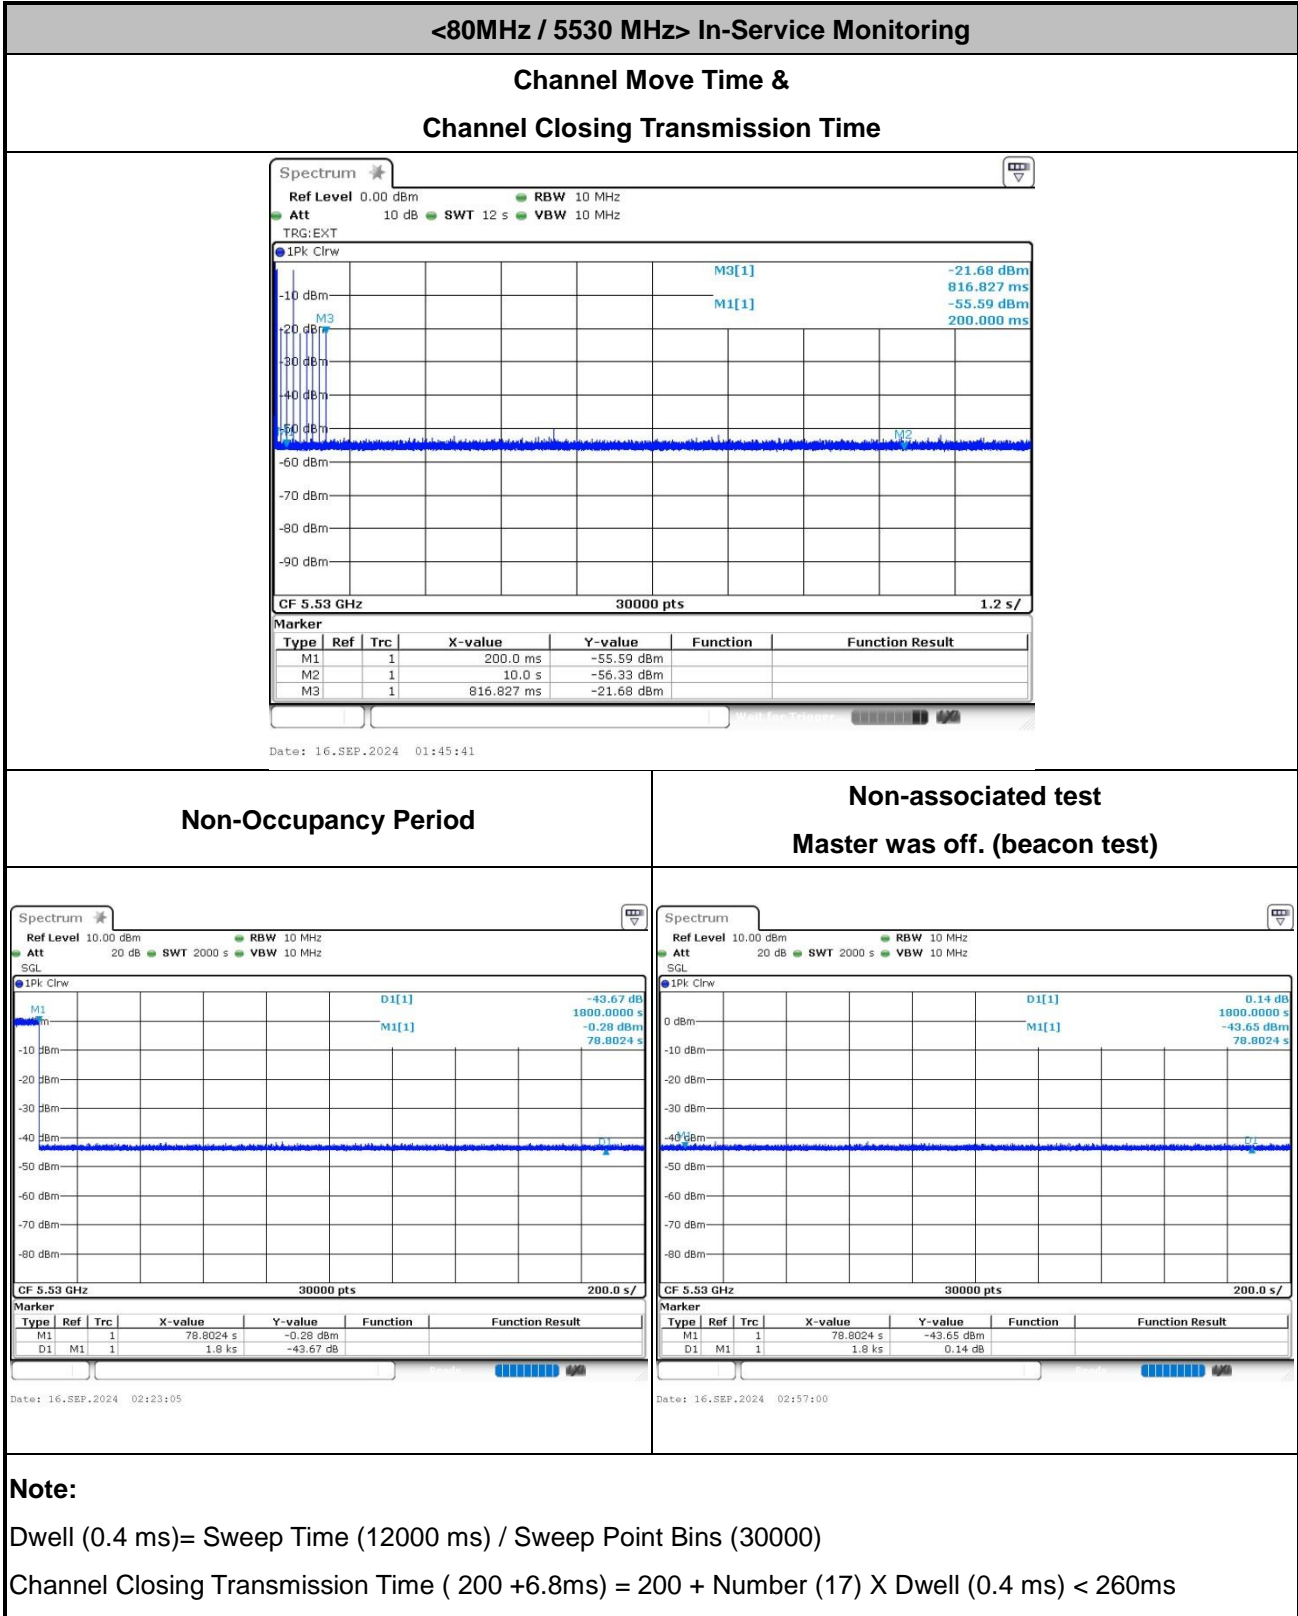 <80MHz / 5530 MHz> In-Service Monitoring
Channel Move Time &
Channel Closing Transmission Time
Spectrum
Ref Level 0.00 dBm RBW 10 MHz
Att 10 dB SWT 12 s VBW 10 MHz
TRG:EXT
1Pk Clrw
M3[1] -21.68 dBm
816.827 ms
-10 dBm
M1[1] -55.59 dBm
200.000 ms
M3
-20 dBm
-30 dBm
-40 dBm
-50 dBm
M2
-60 dBm
-70 dBm
-80 dBm
-90 dBm
CF 5.53 GHz 30000 pts 1.2 s/
Marker
Type Ref Trc X-value Y-value Function Function Result
M1 1 200.0 ms -55.59 dBm
M2 1 10.0 s -56.33 dBm
M3 1 816.827 ms -21.68 dBm
Wait for Trigger
Date: 16.SEP.2024 01:45:41
Non-Occupancy Period
Non-associated test
Master was off. (beacon test)
Spectrum
Ref Level 10.00 dBm RBW 10 MHz
Att 20 dB SWT 2000 s VBW 10 MHz
SGL
1Pk Clrw
D1[1] -43.67 dB
1800.0000 s
M1
M1[1] -0.28 dBm
78.8024 s
-10 dBm
-20 dBm
-30 dBm
-40 dBm
D1
-50 dBm
-60 dBm
-70 dBm
-80 dBm
CF 5.53 GHz 30000 pts 200.0 s/
Marker
Type Ref Trc X-value Y-value Function Function Result
M1 1 78.8024 s -0.28 dBm
D1 M1 1 1.8 ks -43.67 dB
Date: 16.SEP.2024 02:23:05
Spectrum
Ref Level 10.00 dBm RBW 10 MHz
Att 20 dB SWT 2000 s VBW 10 MHz
SGL
1Pk Clrw
D1[1] 0.14 dB
1800.0000 s
0 dBm
M1[1] -43.65 dBm
78.8024 s
-10 dBm
-20 dBm
-30 dBm
-40 dBm
M1
D1
-50 dBm
-60 dBm
-70 dBm
-80 dBm
CF 5.53 GHz 30000 pts 200.0 s/
Marker
Type Ref Trc X-value Y-value Function Function Result
M1 1 78.8024 s -43.65 dBm
D1 M1 1 1.8 ks 0.14 dB
Date: 16.SEP.2024 02:57:00
Note:
Dwell (0.4 ms)= Sweep Time (12000 ms) / Sweep Point Bins (30000)
Channel Closing Transmission Time ( 200 +6.8ms) = 200 + Number (17) X Dwell (0.4 ms) < 260ms